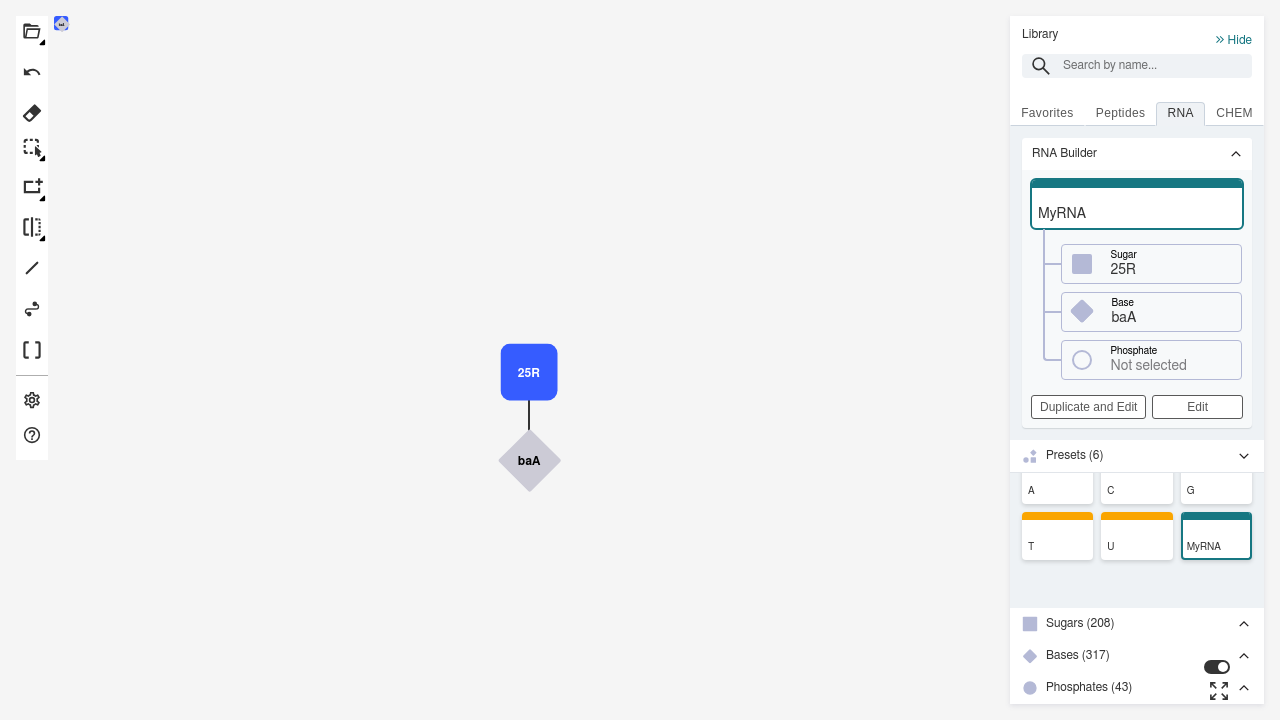 Library
Hide
Search by name...
Favorites
Peptides
RNA
CHEM
RNA Builder
MyRNA
Sugar
25R
Base
baA
Phosphate
Not selected
Duplicate and Edit
Edit
25R
baA
Presets (6)
A
C
G
T
U
MyRNA
Sugars (208)
Bases (317)
Phosphates (43)